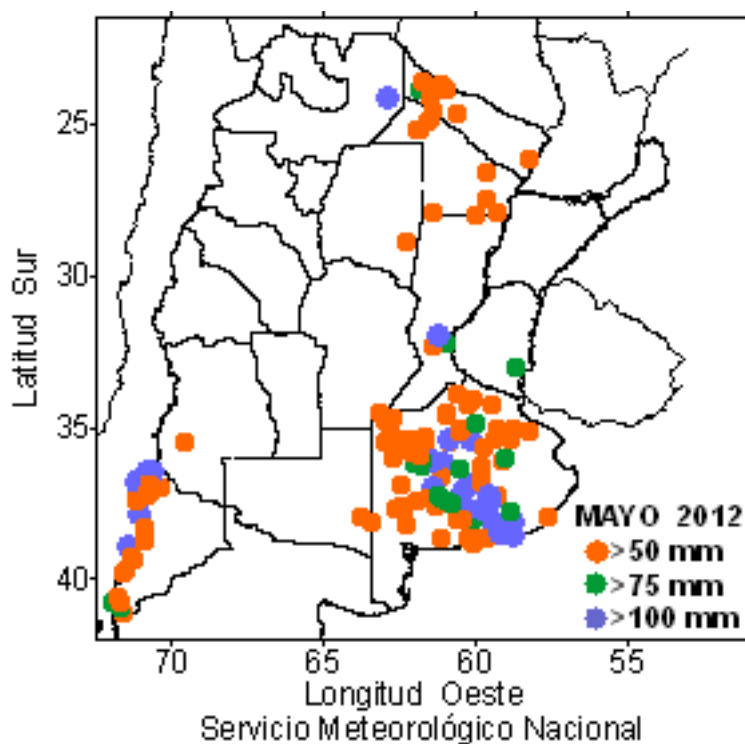 25
30
35
40
Latitud Sur
MAYO 2012
>50 mm
>75 mm
>100 mm
70 65 60 55
Longitud Oeste
Servicio Meteorológico Nacional